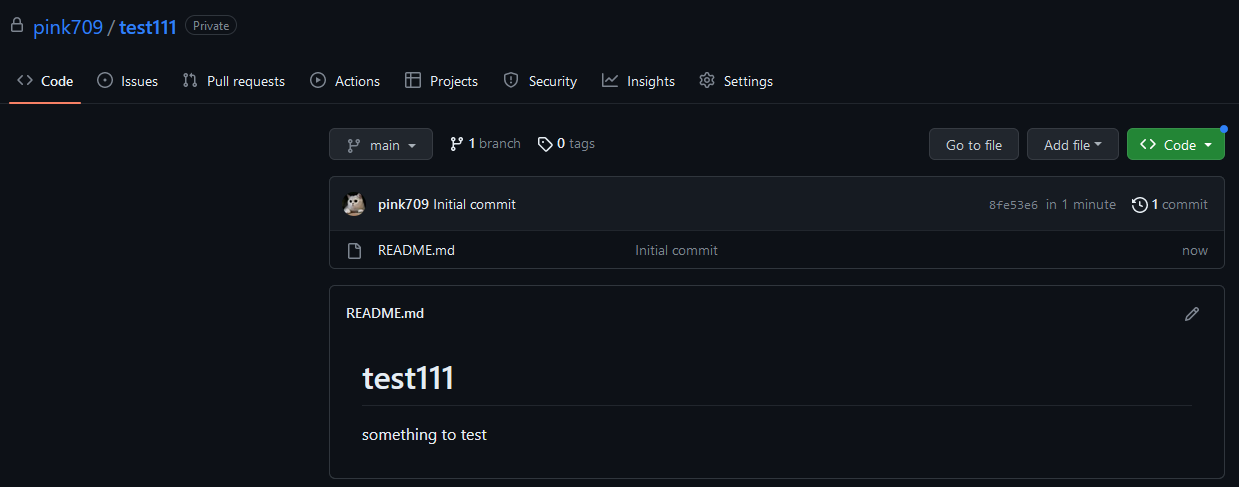 pink709 / test111 Private
Code Issues Pull requests Actions Projects Security Insights Settings
main 1 branch 0 tags Go to file Add file Code
pink709 Initial commit 8fe53e6 in 1 minute 1 commit
README.md Initial commit now
README.md
test111
something to test